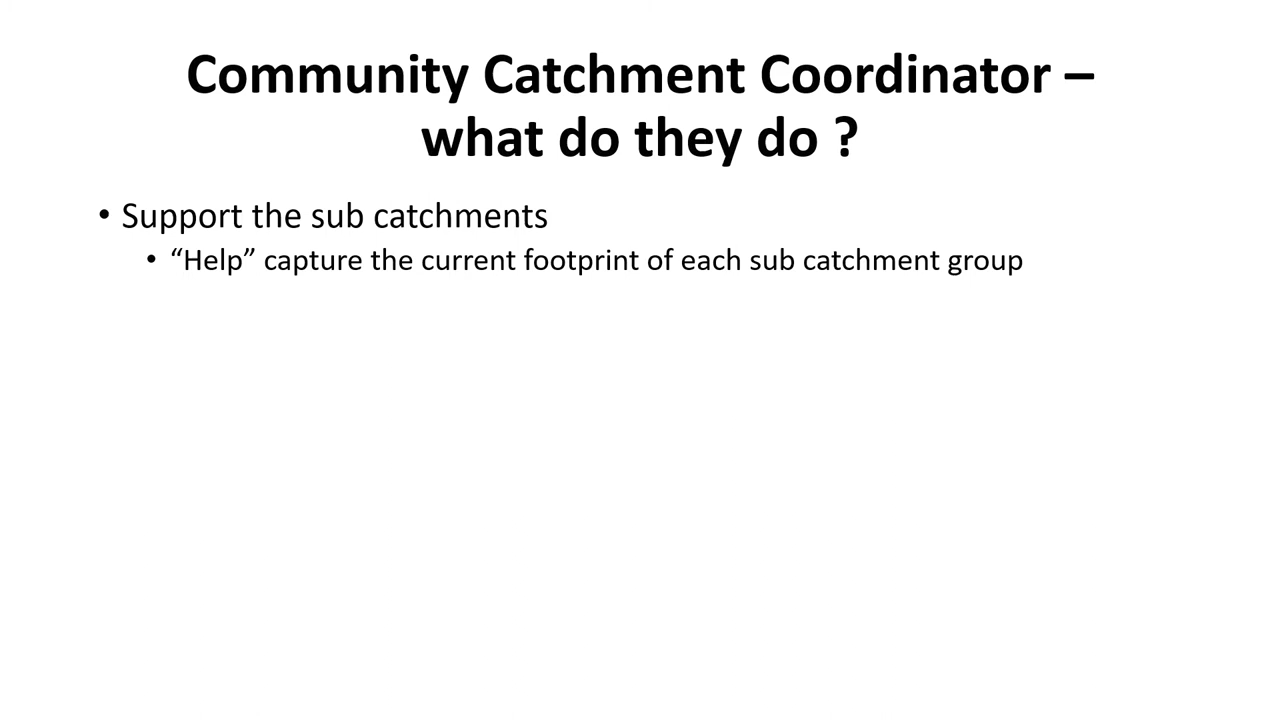 Community Catchment Coordinator –
what do they do ?
• Support the sub catchments
• “Help” capture the current footprint of each sub catchment group